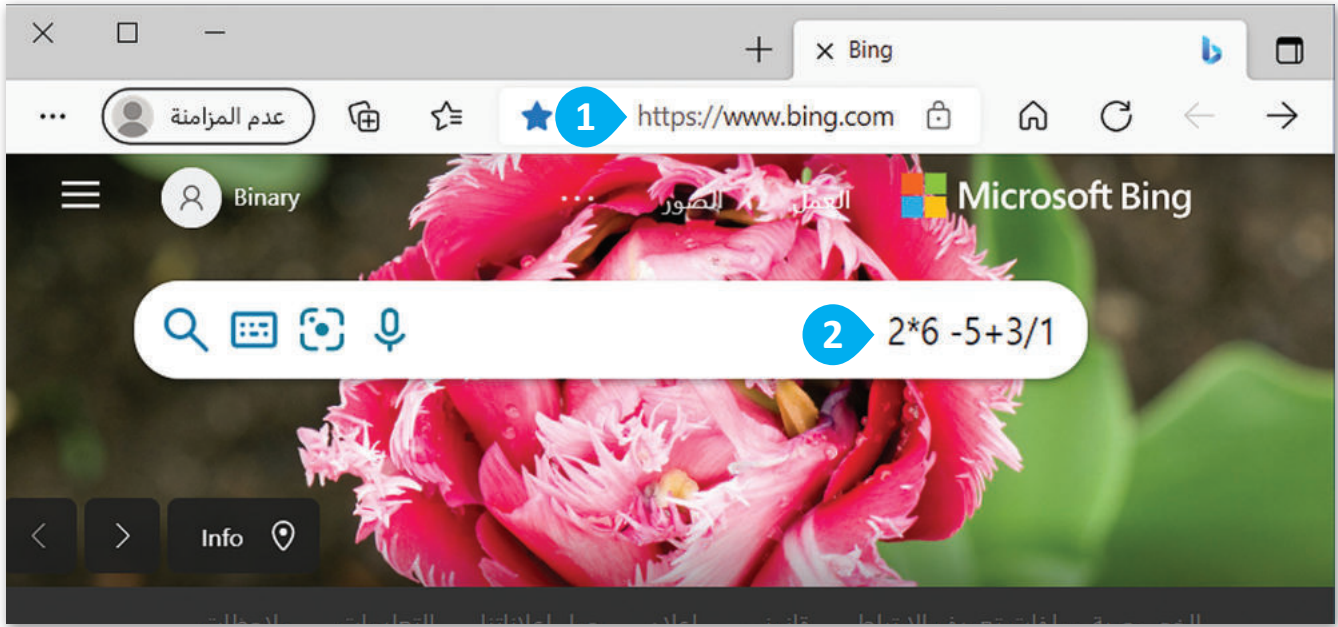 Bing
1 https://www.bing.com
عدم المزامنة
Microsoft Bing
العمل
الصور
...
Binary
2 2*6 -5+3/1
Info